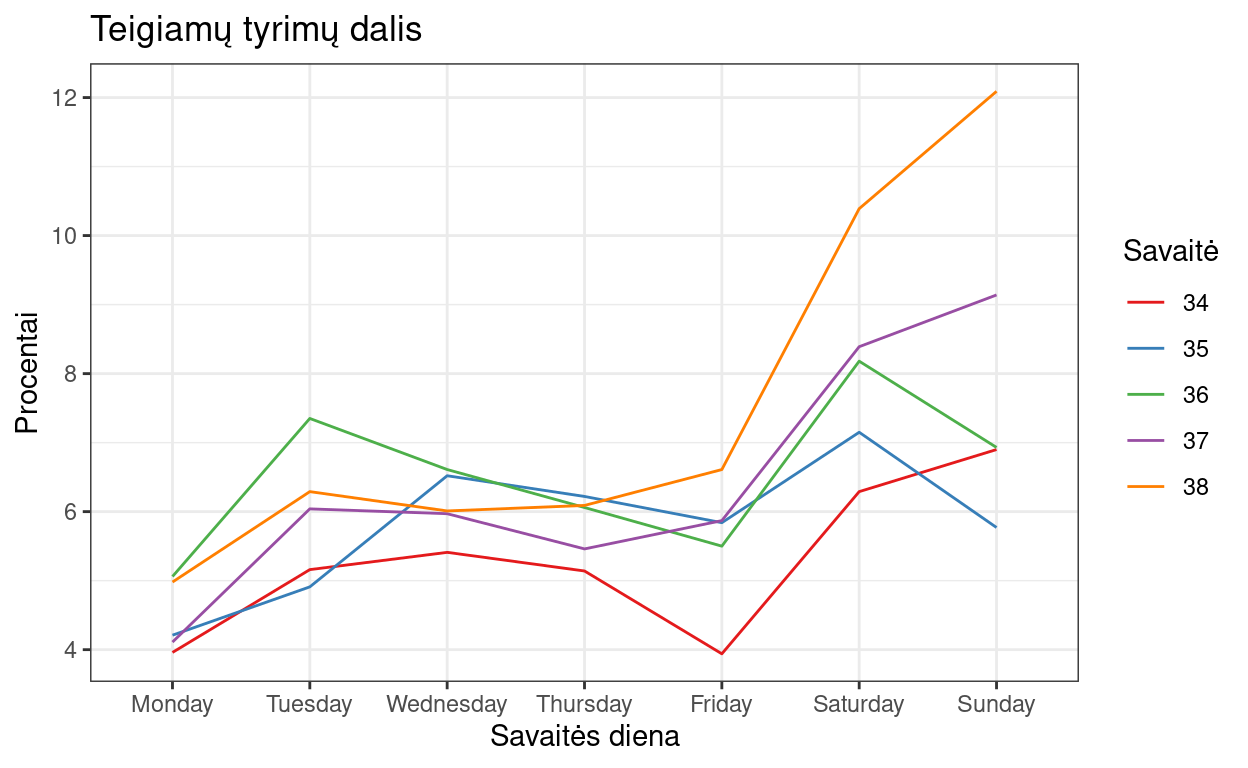 Teigiamų tyrimų dalis
Procentai
12
10
8
6
4
Monday Tuesday Wednesday Thursday Friday Saturday Sunday
Savaitės diena
Savaitė
34
35
36
37
38